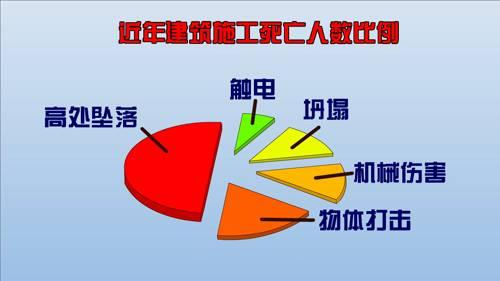 近年建筑施工死亡人数比例
触电
坍塌
高处坠落
机械伤害
物体打击